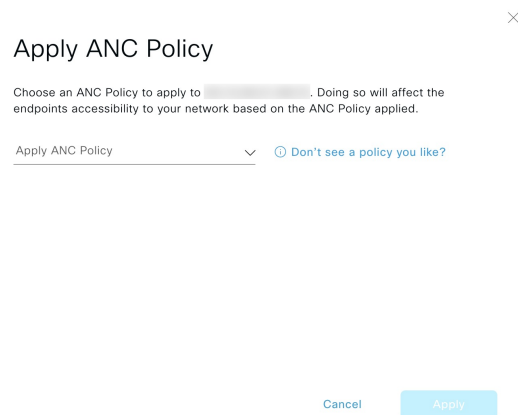 Apply ANC Policy
Choose an ANC Policy to apply to . Doing so will affect the
endpoints accessibility to your network based on the ANC Policy applied.
Apply ANC Policy
Don't see a policy you like?
Cancel
Apply